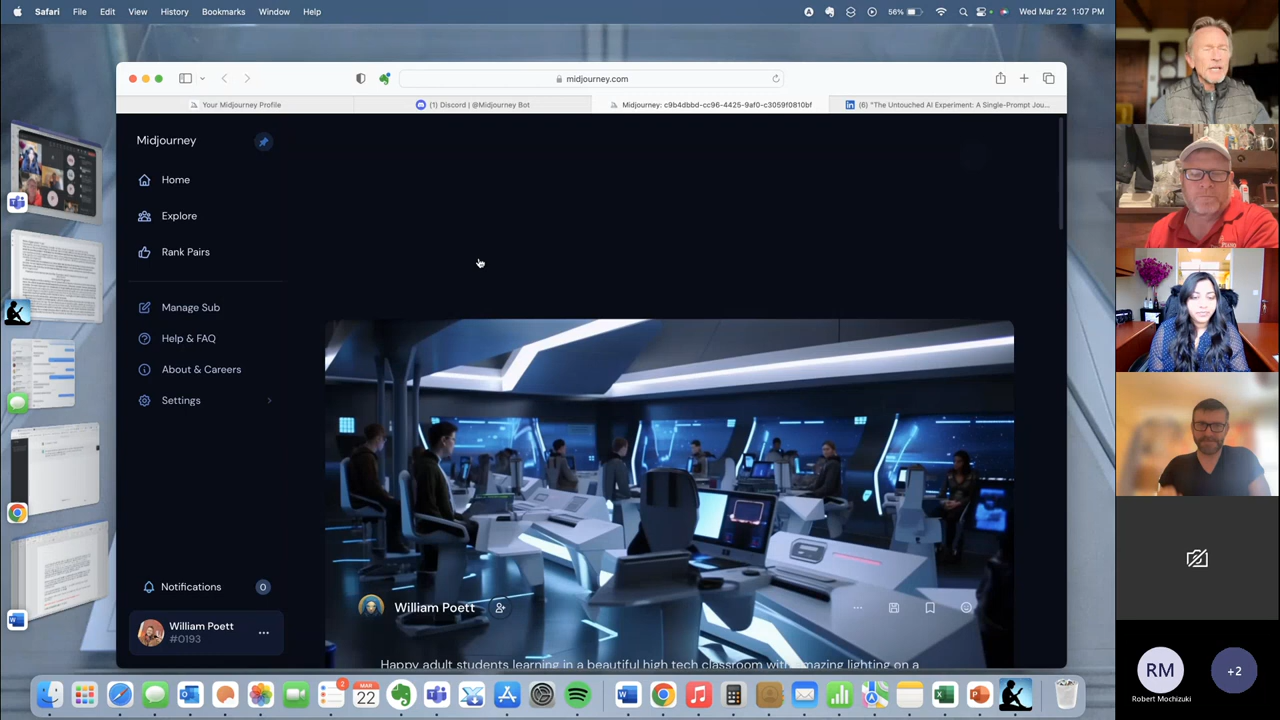 Safari File Edit View History Bookmarks Window Help
56% Wed Mar 22 1:07 PM
midjourney.com
Your Midjourney Profile
(1) Discord | @Midjourney Bot
Midjourney: c9b4dbbd-cc96-4425-9af0-c3059f0810bf
(6) "The Untouched AI Experiment: A Single-Prompt Jou...
Midjourney
Home
Explore
Rank Pairs
Manage Sub
Help & FAQ
About & Careers
Settings
Notifications 0
William Poett
#0193
William Poett
Happy adult students learning in a beautiful high tech classroom with amazing lighting on a
2
MAR
22
RM
Robert Mochizuki
+2